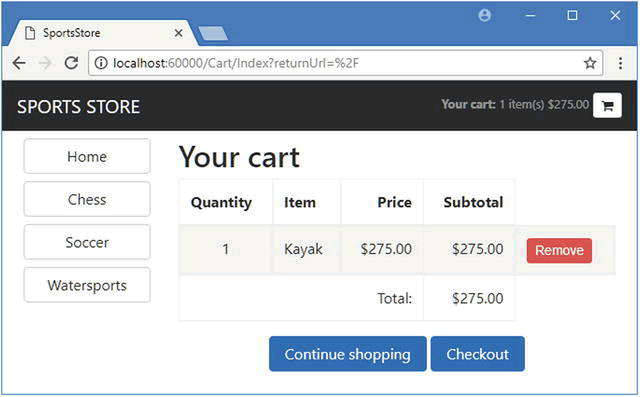 SportsStore
localhost:60000/Cart/Index?returnUrl=%2F
SPORTS STORE
Your cart: 1 item(s) $275.00
Home
Chess
Soccer
Watersports
Your cart
Quantity Item Price Subtotal
1 Kayak $275.00 $275.00 Remove
Total: $275.00
Continue shopping Checkout